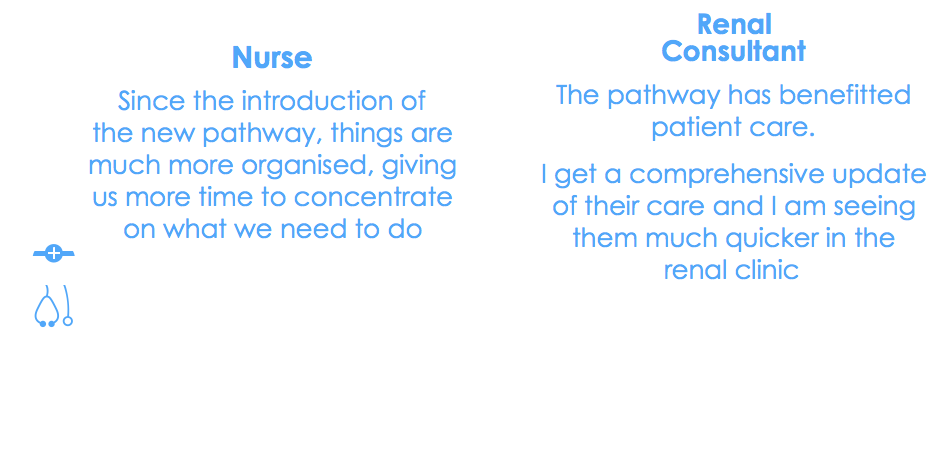 Nurse
Since the introduction of
the new pathway, things are
much more organised, giving
us more time to concentrate
on what we need to do
Renal
Consultant
The pathway has benefitted
patient care.
I get a comprehensive update
of their care and I am seeing
them much quicker in the
renal clinic